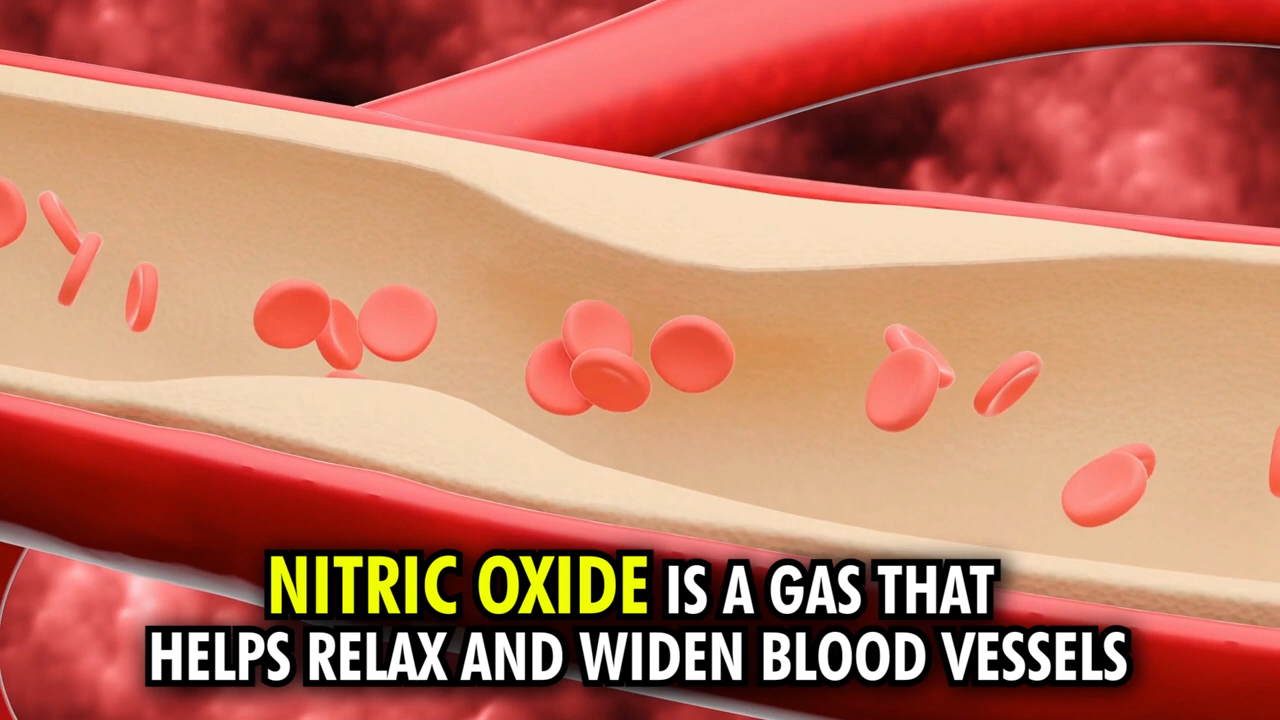 NITRIC OXIDE IS A GAS THAT
HELPS RELAX AND WIDEN BLOOD VESSELS